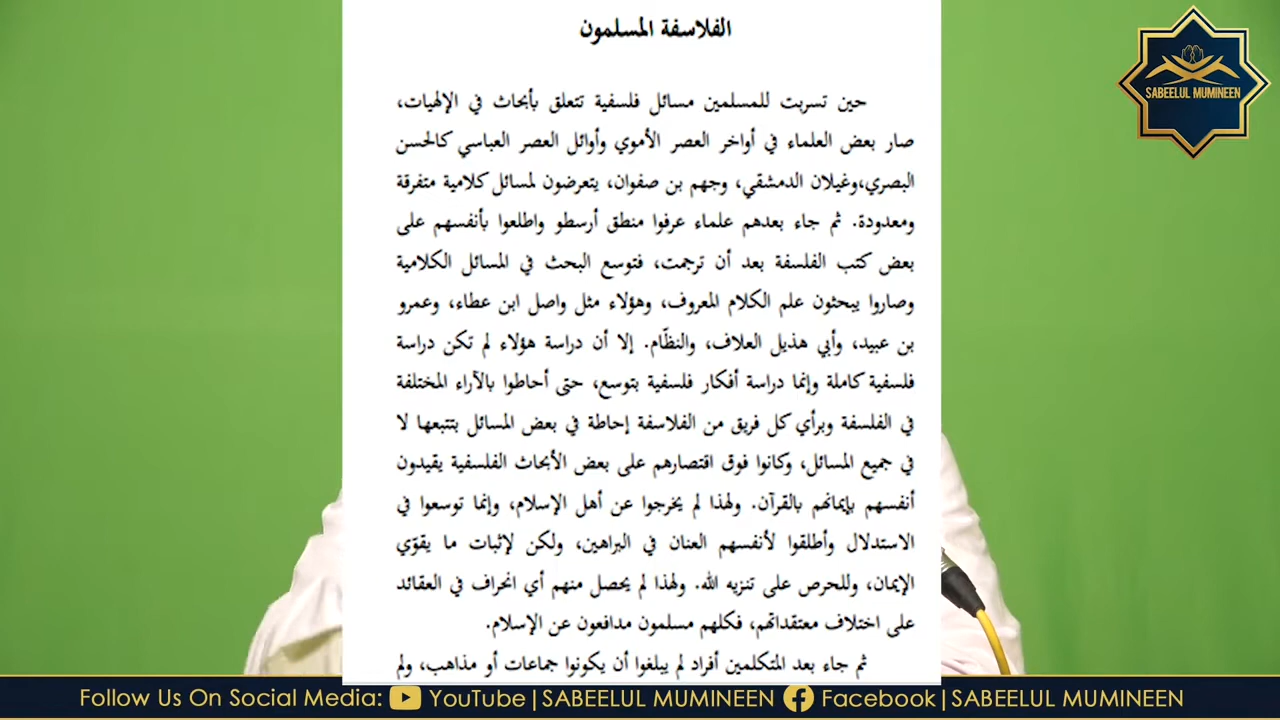 الفلاسفة المسلمون
حين تسربت للمسلمين مسائل فلسفية تتعلق بأبحاث في الإلهيات،
صار بعض العلماء في أواخر العصر الأموي وأوائل العصر العباسي كالحسن
البصري،وغيلان الدمشقي، وجهم بن صفوان، يتعرضون لمسائل كلامية متفرقة
ومعدودة. ثم جاء بعدهم علماء عرفوا منطق أرسطو واطلعوا بأنفسهم على
بعض كتب الفلسفة بعد أن ترجمت، فتوسع البحث في المسائل الكلامية
وصاروا يبحثون علم الكلام المعروف، وهؤلاء مثل واصل ابن عطاء، وعمرو
بن عبيد، وأبي هذيل العلاف، والنظّام. إلا أن دراسة هؤلاء لم تكن دراسة
فلسفية كاملة وإنما دراسة أفكار فلسفية بتوسع، حتى أحاطوا بالآراء المختلفة
في الفلسفة وبرأي كل فريق من الفلاسفة إحاطة في بعض المسائل بتتبعها لا
في جميع المسائل، وكانوا فوق اقتصارهم على بعض الأبحاث الفلسفية يقيدون
أنفسهم بإيمانهم بالقرآن. ولهذا لم يخرجوا عن أهل الإسلام، وإنما توسعوا في
الاستدلال وأطلقوا لأنفسهم العنان في البراهين، ولكن لإثبات ما يقوّي
الإيمان، وللحرص على تنزيه الله. ولهذا لم يحصل منهم أي انحراف في العقائد
على اختلاف معتقداتهم، فكلهم مسلمون مدافعون عن الإسلام.
ثم جاء بعد المتكلمين أفراد لم يبلغوا أن يكونوا جماعات أو مذاهب، ولم
SABEELUL MUMINEEN
Follow Us On Social Media: YouTube|SABEELUL MUMINEEN Facebook|SABEELUL MUMINEEN